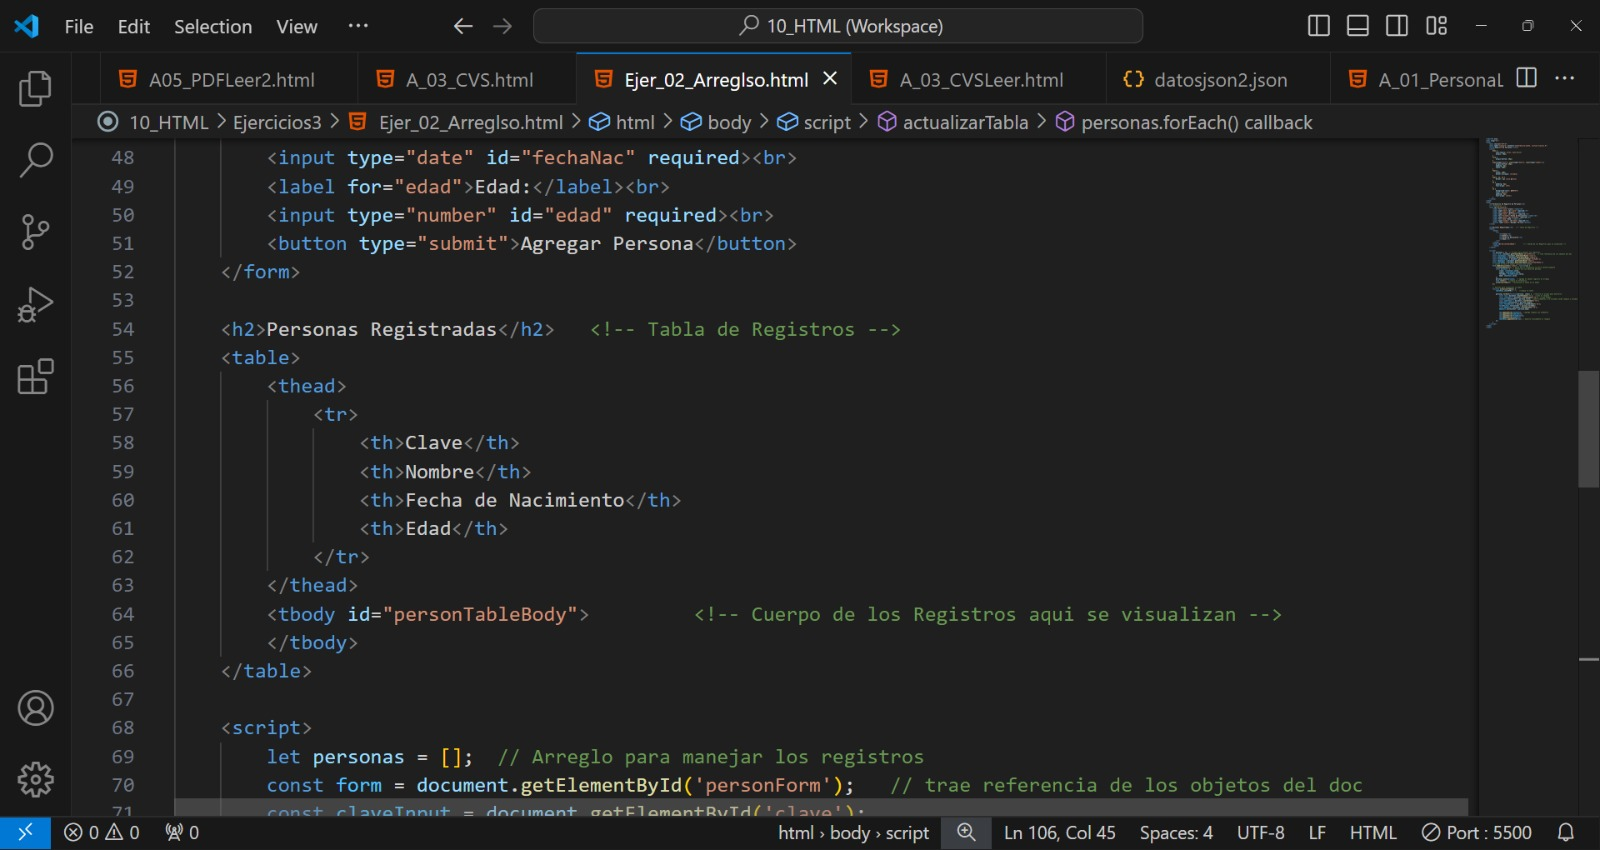 File Edit Selection View ··· 10_HTML (Workspace)
A05_PDFLeer2.html A_03_CVS.html Ejer_02_Arreglso.html A_03_CVSLeer.html datosjson2.json A_01_Personal
10_HTML > Ejercicios3 > Ejer_02_Arreglso.html > html > body > script > actualizarTabla > personas.forEach() callback
48 <input type="date" id="fechaNac" required><br>
49 <label for="edad">Edad:</label><br>
50 <input type="number" id="edad" required><br>
51 <button type="submit">Agregar Persona</button>
52 </form>
53
54 <h2>Personas Registradas</h2> <!-- Tabla de Registros -->
55 <table>
56 <thead>
57 <tr>
58 <th>Clave</th>
59 <th>Nombre</th>
60 <th>Fecha de Nacimiento</th>
61 <th>Edad</th>
62 </tr>
63 </thead>
64 <tbody id="personTableBody"> <!-- Cuerpo de los Registros aqui se visualizan -->
65 </tbody>
66 </table>
67
68 <script>
69 let personas = []; // Arreglo para manejar los registros
70 const form = document.getElementById('personForm'); // trae referencia de los objetos del doc
71 const claveInput = document.getElementById('clave');
0 0 0 html › body › script Ln 106, Col 45 Spaces: 4 UTF-8 LF HTML Port : 5500